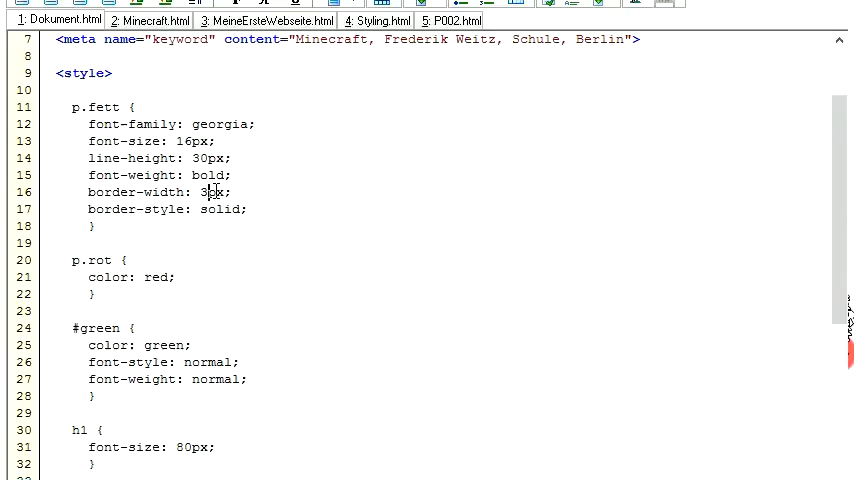 1: Dokument.html 2: Minecraft.html 3: MeineErsteWebseite.html 4: Styling.html 5: P002.html
7 <meta name="keyword" content="Minecraft, Frederik Weitz, Schule, Berlin">
8
9 <style>
10
11 p.fett {
12 font-family: georgia;
13 font-size: 16px;
14 line-height: 30px;
15 font-weight: bold;
16 border-width: 3px;
17 border-style: solid;
18 }
19
20 p.rot {
21 color: red;
22 }
23
24 #green {
25 color: green;
26 font-style: normal;
27 font-weight: normal;
28 }
29
30 h1 {
31 font-size: 80px;
32 }